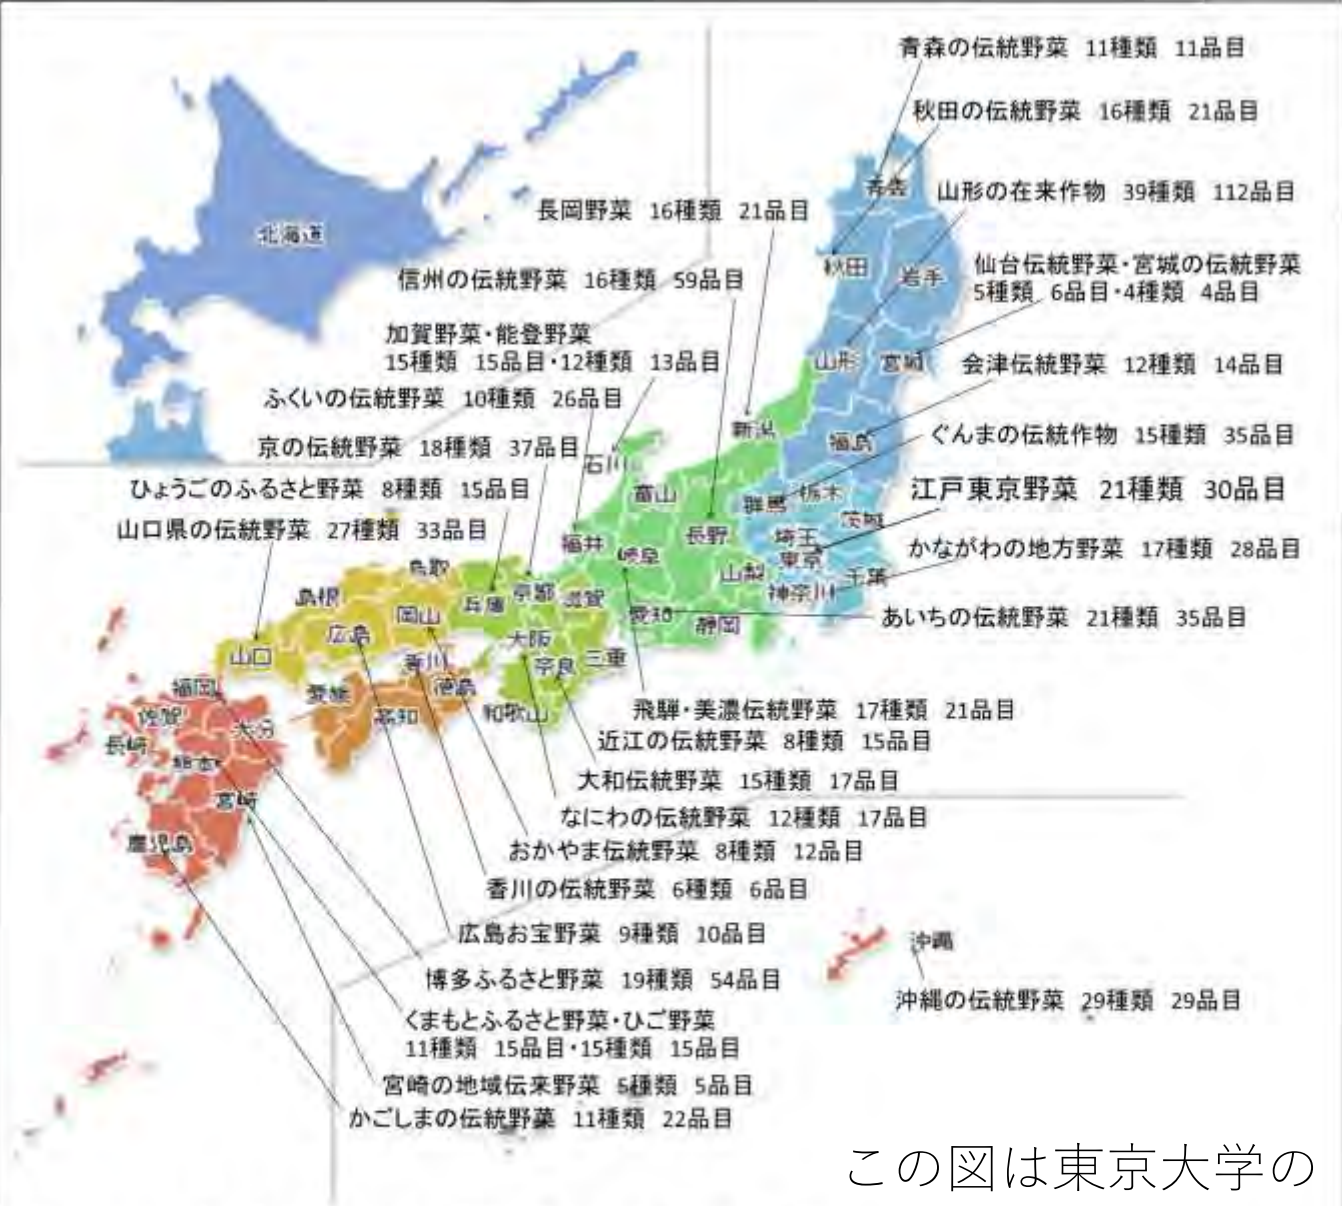 青森の伝統野菜 11種類 11品目
秋田の伝統野菜 16種類 21品目
山形の在来作物 39種類 112品目
長岡野菜 16種類 21品目
仙台伝統野菜・宮城の伝統野菜
5種類 6品目・4種類 4品目
信州の伝統野菜 16種類 59品目
加賀野菜・能登野菜
15種類 15品目・12種類 13品目
会津伝統野菜 12種類 14品目
ふくいの伝統野菜 10種類 26品目
ぐんまの伝統作物 15種類 35品目
京の伝統野菜 18種類 37品目
江戸東京野菜 21種類 30品目
ひょうごのふるさと野菜 8種類 15品目
山口県の伝統野菜 27種類 33品目
かながわの地方野菜 17種類 28品目
あいちの伝統野菜 21種類 35品目
飛騨・美濃伝統野菜 17種類 21品目
近江の伝統野菜 8種類 15品目
大和伝統野菜 15種類 17品目
なにわの伝統野菜 12種類 17品目
おかやま伝統野菜 8種類 12品目
香川の伝統野菜 6種類 6品目
広島お宝野菜 9種類 10品目
博多ふるさと野菜 19種類 54品目
くまもとふるさと野菜・ひご野菜
11種類 15品目・15種類 15品目
宮崎の地域伝来野菜 5種類 5品目
かごしまの伝統野菜 11種類 22品目
沖縄の伝統野菜 29種類 29品目
北海道
青森
秋田
岩手
山形
宮城
新潟
福島
石川
富山
群馬
栃木
茨城
長野
埼玉
福井
岐阜
東京
山梨
千葉
神奈川
鳥取
島根
岡山
兵庫
京都
滋賀
愛知
静岡
広島
大阪
山口
香川
奈良
三重
福岡
愛媛
徳島
佐賀
高知
和歌山
大分
長崎
熊本
宮崎
鹿児島
沖縄
この図は東京大学の